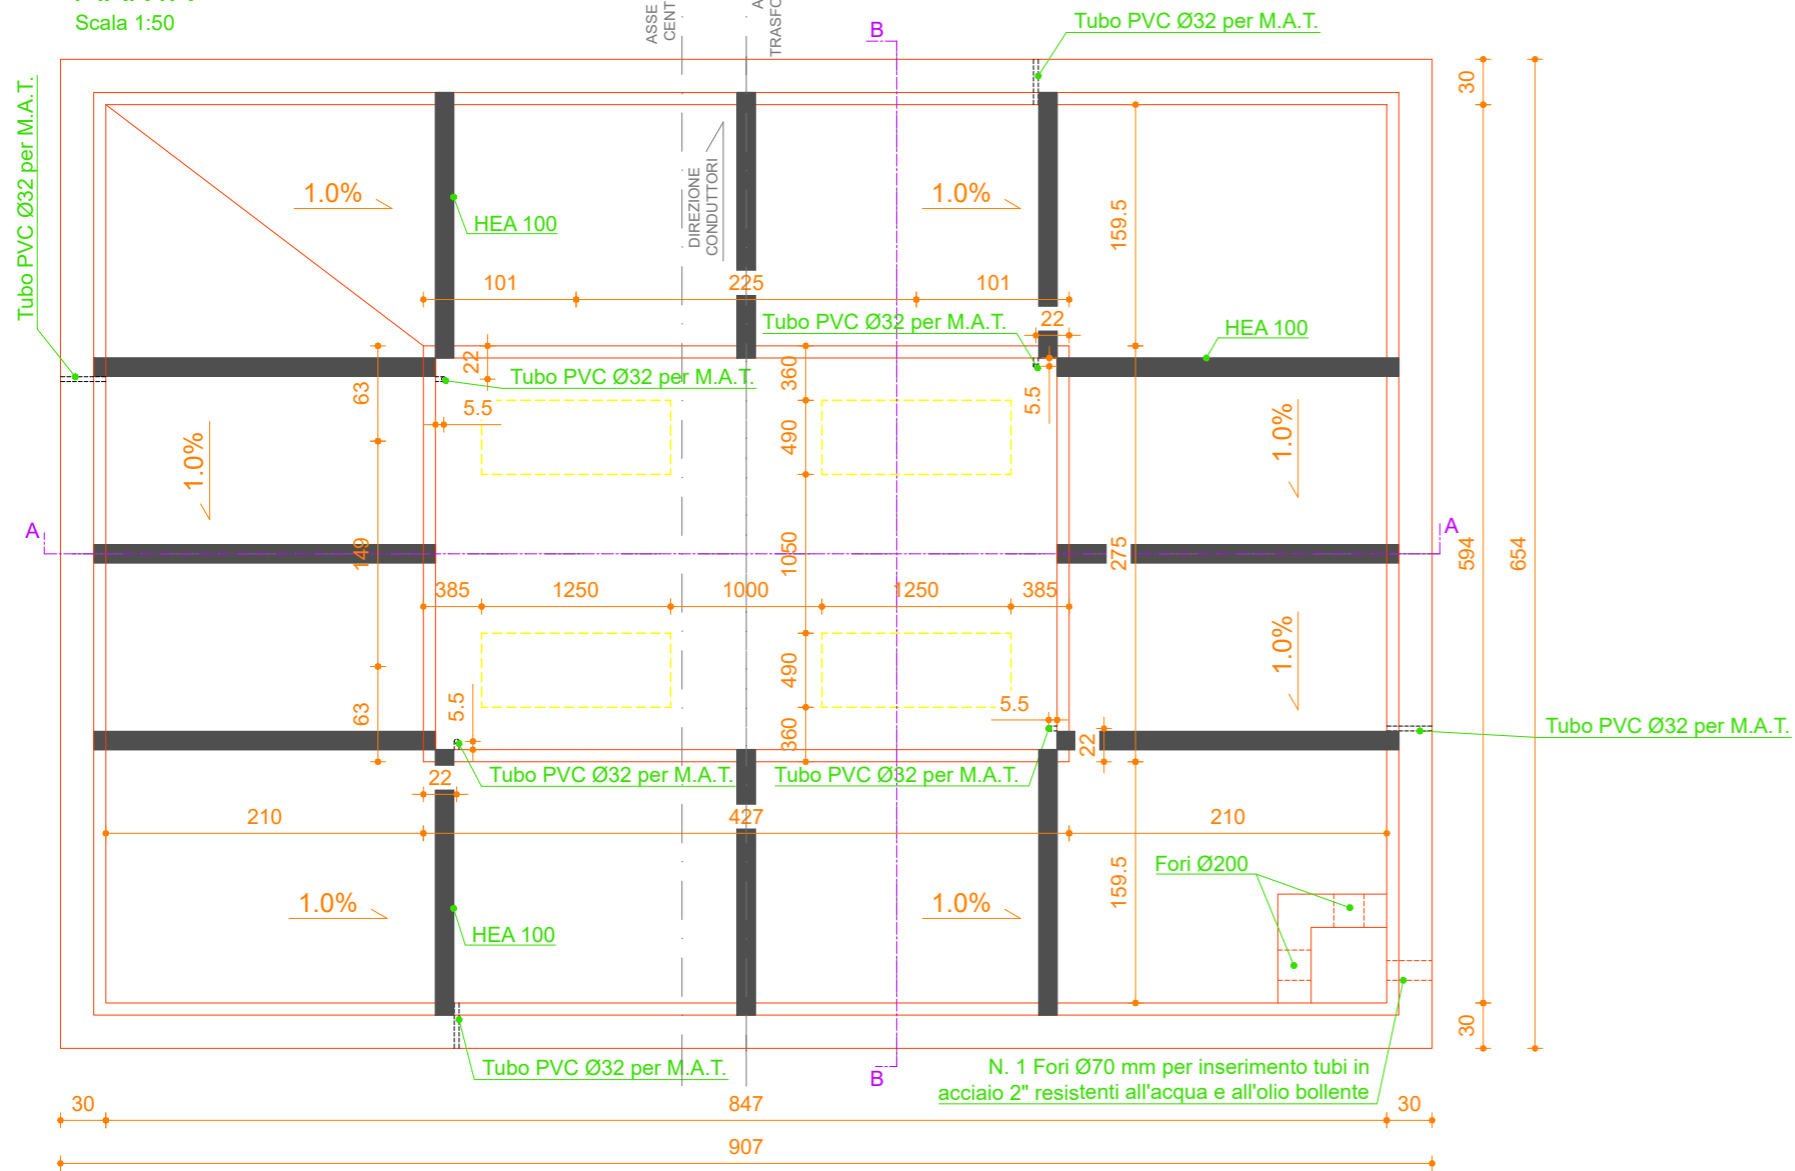 Scala 1:50
ASSE
CENT
TRASFO
B
Tubo PVC Ø32 per M.A.T.
30
Tubo PVC Ø32 per M.A.T.
1.0%
HEA 100
DIREZIONE
CONDUTTORI
1.0%
159.5
101
225
101
Tubo PVC Ø32 per M.A.T.
22
HEA 100
22
360
63
Tubo PVC Ø32 per M.A.T.
5.5
5.5
490
1.0%
1.0%
A
A
149
1050
275
594
654
385
1250
1000
1250
385
1.0%
490
63
5.5
5.5
360
22
Tubo PVC Ø32 per M.A.T.
Tubo PVC Ø32 per M.A.T.
Tubo PVC Ø32 per M.A.T.
22
210
427
210
159.5
Fori Ø200
1.0%
1.0%
HEA 100
30
Tubo PVC Ø32 per M.A.T.
B
N. 1 Fori Ø70 mm per inserimento tubi in
acciaio 2" resistenti all'acqua e all'olio bollente
30
847
30
907